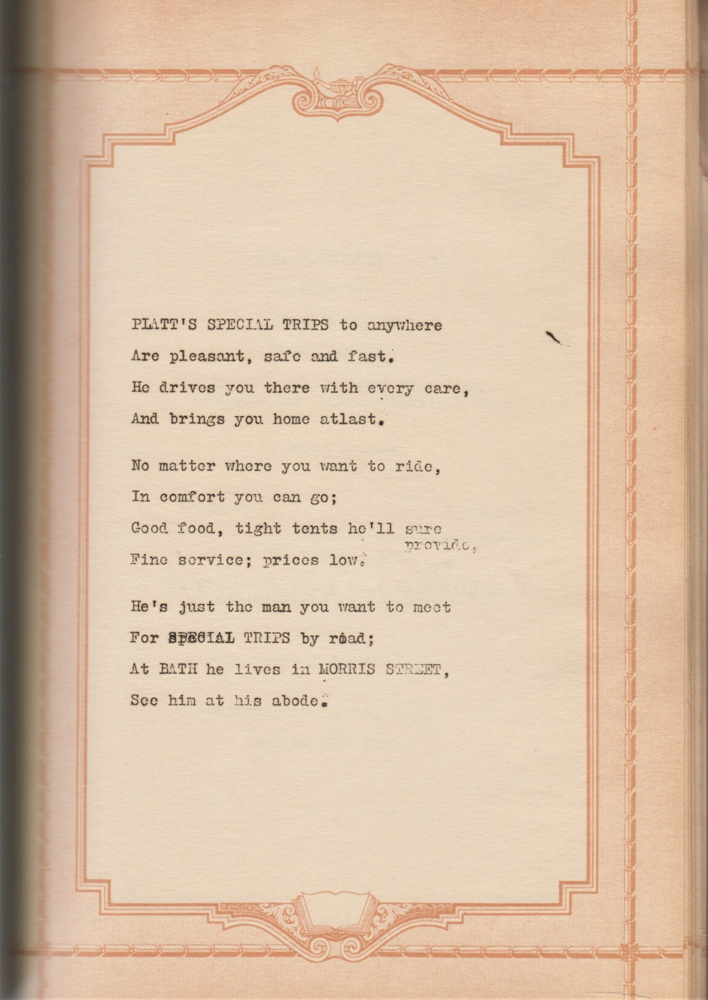 PLATT'S SPECIAL TRIPS to anywhere
Are pleasant, safe and fast.
He drives you there with every care,
And brings you home atlast.
No matter where you want to ride,
In comfort you can go;
Good food, tight tents he'll sure
provide,
Fine service; prices low.
He's just the man you want to meet
For SPECIAL TRIPS by road;
At BATH he lives in MORRIS STREET,
See him at his abode.